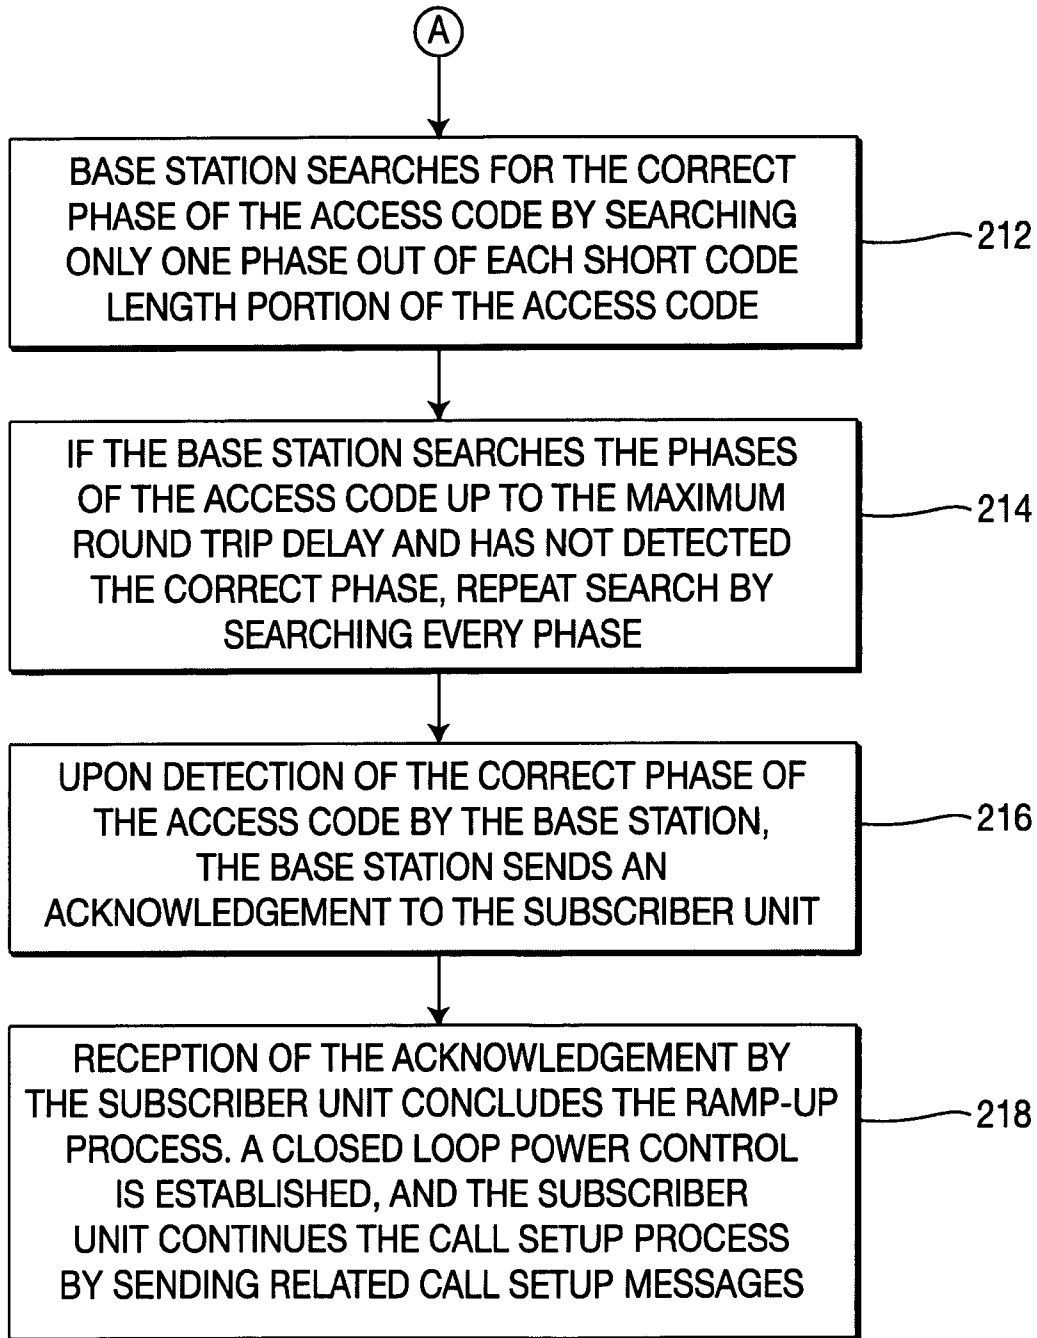 A
BASE STATION SEARCHES FOR THE CORRECT
PHASE OF THE ACCESS CODE BY SEARCHING
ONLY ONE PHASE OUT OF EACH SHORT CODE
LENGTH PORTION OF THE ACCESS CODE
212
IF THE BASE STATION SEARCHES THE PHASES
OF THE ACCESS CODE UP TO THE MAXIMUM
ROUND TRIP DELAY AND HAS NOT DETECTED
THE CORRECT PHASE, REPEAT SEARCH BY
SEARCHING EVERY PHASE
214
UPON DETECTION OF THE CORRECT PHASE OF
THE ACCESS CODE BY THE BASE STATION,
THE BASE STATION SENDS AN
ACKNOWLEDGEMENT TO THE SUBSCRIBER UNIT
216
RECEPTION OF THE ACKNOWLEDGEMENT BY
THE SUBSCRIBER UNIT CONCLUDES THE RAMP-UP
PROCESS. A CLOSED LOOP POWER CONTROL
IS ESTABLISHED, AND THE SUBSCRIBER
UNIT CONTINUES THE CALL SETUP PROCESS
BY SENDING RELATED CALL SETUP MESSAGES
218